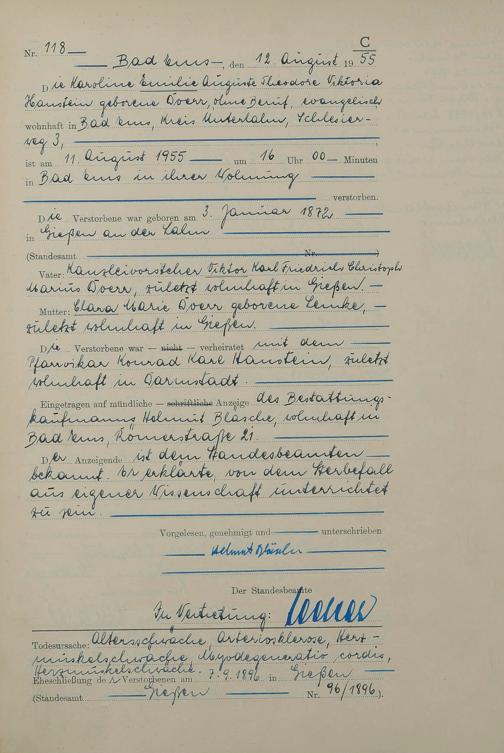 C
Nr. 118
Bad Ems, den 12. August 1955
Die Karoline Emilie Auguste Theodore Viktoria
Hanstein geborene Doerr, ohne Beruf, evangelisch
wohnhaft in Bad Ems, Kreis Unterlahn, Schlesier-
weg 3,
ist am 11. August 1955 um 16 Uhr 00 Minuten
in Bad Ems in ihrer Wohnung
verstorben.
Die Verstorbene war geboren am 3. Januar 1872
in Gießen an der Lahn
(Standesamt Nr. )
Vater: Kanzleivorsteher Viktor Karl Friedrich Christoph
Marius Doerr, zuletzt wohnhaft in Gießen.
Mutter: Clara Marie Doerr geborene Lemke,
zuletzt wohnhaft in Gießen.
Die Verstorbene war — nicht — verheiratet mit dem
Pfarrvikar Konrad Karl Hanstein, zuletzt
wohnhaft in Darmstadt.
Eingetragen auf mündliche — schriftliche — Anzeige des Bestattungs-
kaufmanns Helmut Bläsche, wohnhaft in
Bad Ems, Römerstraße 21.
Der Anzeigende ist dem Standesbeamten
bekannt. Er erklärte, von dem Sterbefall
aus eigener Wissenschaft unterrichtet
zu sein.
Vorgelesen, genehmigt und unterschrieben
Helmut
Der Standesbeamte
In Vertretung:
Todesursache: Altersschwäche, Arteriosklerose, Herz-
muskelschwäche, Myodegeneratio cordis,
Herzmuskelschwäche.
Eheschließung der Verstorbenen am 7.9.1896 in Gießen
(Standesamt Gießen Nr. 96/1896).